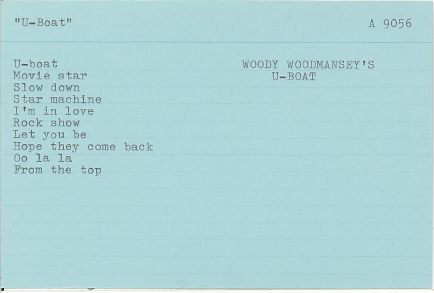 "U-Boat" A 9056
U-boat
Movie star
Slow down
Star machine
I'm in love
Rock show
Let you be
Hope they come back
Oo la la
From the top
WOODY WOODMANSEY'S
U-BOAT